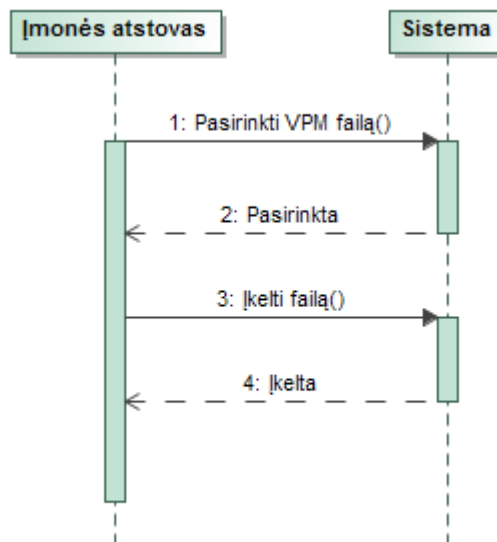 Įmonės atstovas
Sistema
1: Pasirinkti VPM failą()
2: Pasirinkta
3: Įkelti failą()
4: Įkelta